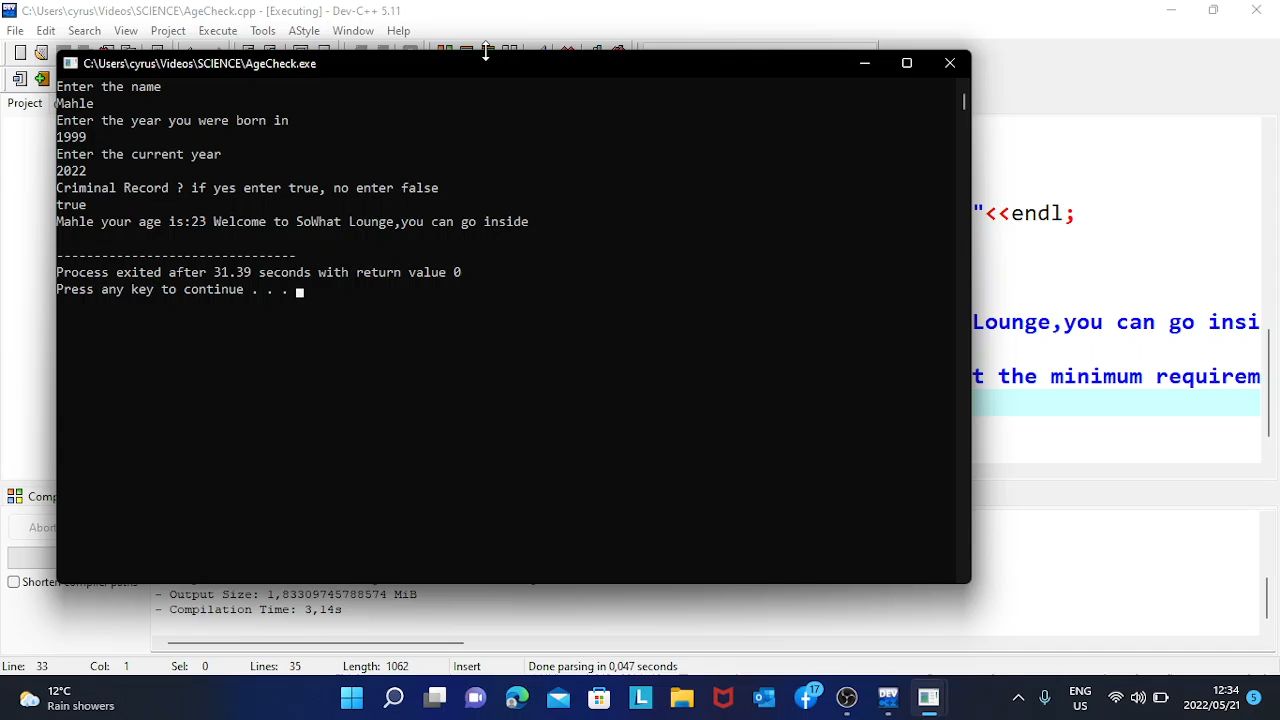 C:\Users\cyrus\Videos\SCIENCE\AgeCheck.cpp - [Executing] - Dev-C++ 5.11
File Edit Search View Project Execute Tools AStyle Window Help
C:\Users\cyrus\Videos\SCIENCE\AgeCheck.exe
Project
Enter the name
Mahle
Enter the year you were born in
1999
Enter the current year
2022
Criminal Record ? if yes enter true, no enter false
true
Mahle your age is:23 Welcome to SoWhat Lounge,you can go inside
--------------------------------
Process exited after 31.39 seconds with return value 0
Press any key to continue . . .
"<<endl;
Lounge,you can go insi
t the minimum requirem
Comp
Abor
Shorten compiler paths
- Output Size: 1,83309745788574 MiB
- Compilation Time: 3,14s
Line: 33 Col: 1 Sel: 0 Lines: 35 Length: 1062 Insert Done parsing in 0,047 seconds
12°C
Rain showers
17
DEV
ENG
US
12:34
2022/05/21
5